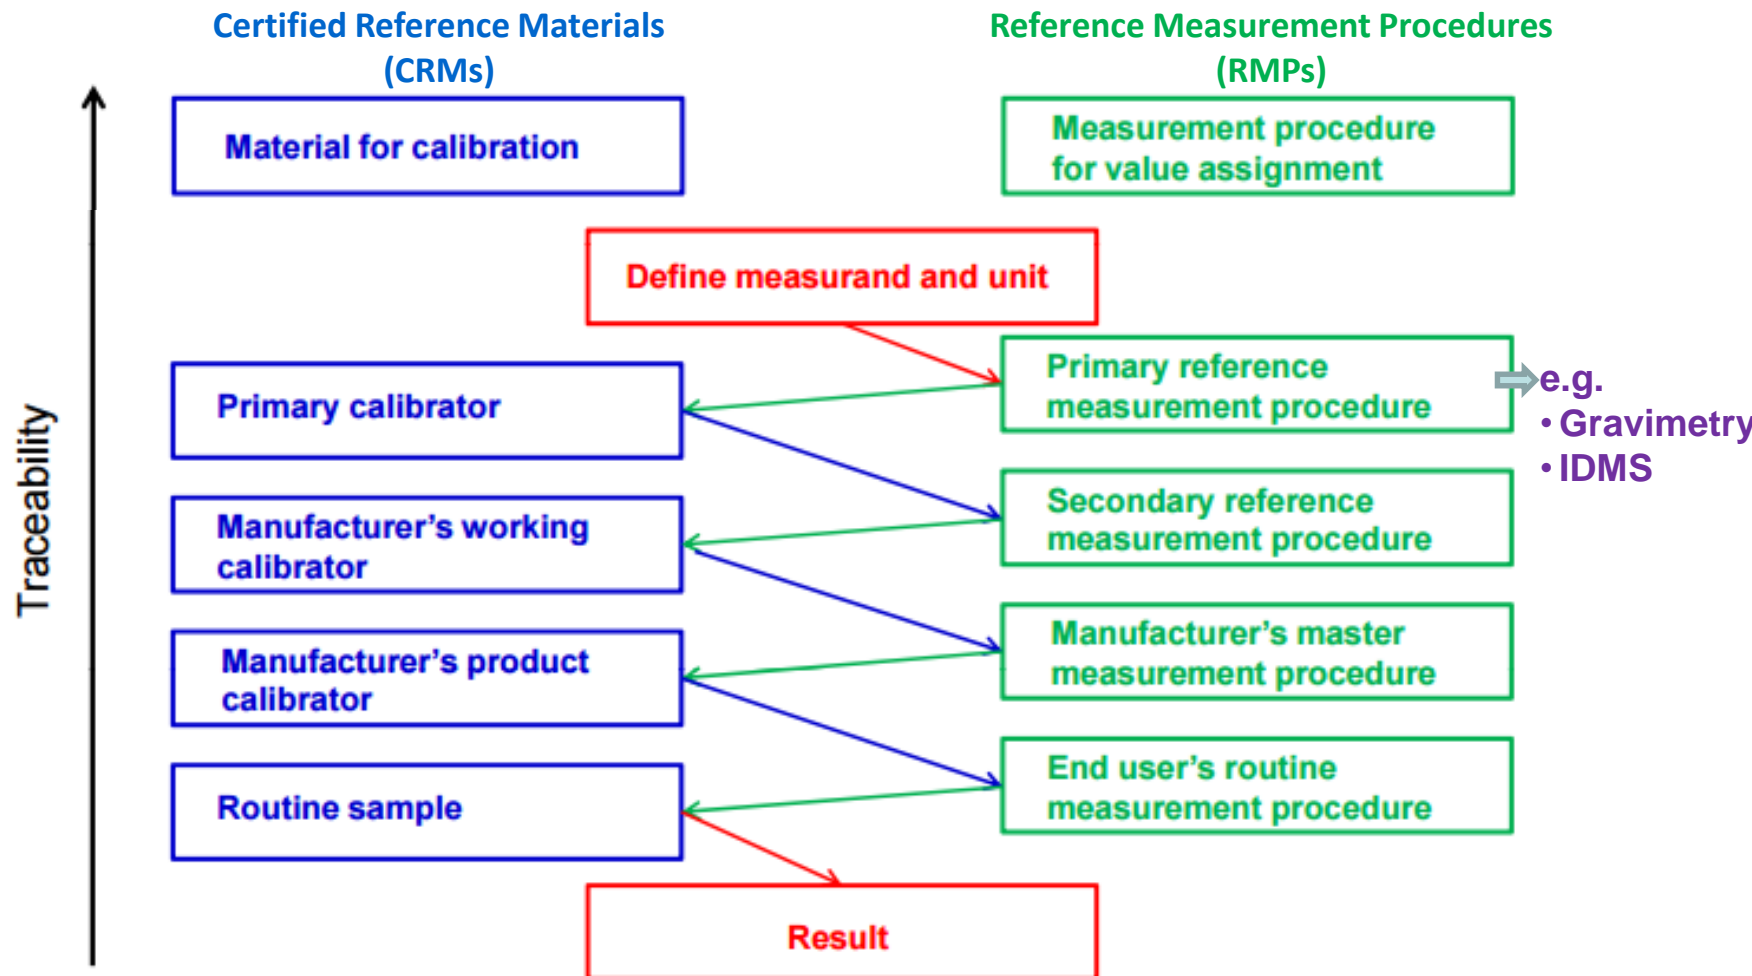 Certified Reference Materials
(CRMs)
Reference Measurement Procedures
(RMPs)
Material for calibration
Measurement procedure
for value assignment
Define measurand and unit
Primary reference
measurement procedure
e.g.
• Gravimetry
• IDMS
Primary calibrator
Secondary reference
measurement procedure
Manufacturer's working
calibrator
Manufacturer's master
measurement procedure
Manufacturer's product
calibrator
End user's routine
measurement procedure
Routine sample
Result
Traceability